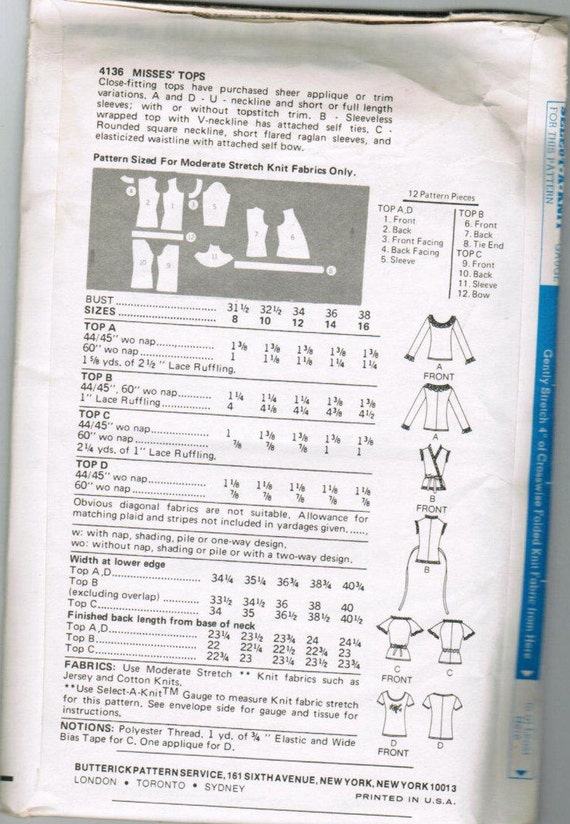 4136 MISSES' TOPS
Close-fitting tops have purchased sheer applique or trim
variations. A and D - U - neckline and short or full length
sleeves; with or without topstitch trim. B - Sleeveless
wrapped top with V-neckline has attached self ties, C -
Rounded square neckline, short flared raglan sleeves, and
elasticized waistline with attached self bow.
Pattern Sized For Moderate Stretch Knit Fabrics Only.
4 2 1 3 5 7 6
12 10 9 11 8
12 Pattern Pieces
TOP A,D
1. Front
2. Back
3. Front Facing
4. Back Facing
5. Sleeve
TOP B
6. Front
7. Back
8. Tie End
TOP C
9. Front
10. Back
11. Sleeve
12. Bow
BUST 31½ 32½ 34 36 38
SIZES 8 10 12 14 16
TOP A
44/45" wo nap 1⅜ 1⅜ 1⅜ 1⅜ 1⅜
60" wo nap 1 1⅛ 1⅛ 1¼ 1⅜
1⅝ yds. of 2½" Lace Ruffling.
TOP B
44/45", 60" wo nap 1¼ 1¼ 1¼ 1⅜ 1⅜
1" Lace Ruffling 4 4⅛ 4¼ 4⅜ 4½
TOP C
44/45" wo nap 1 1⅜ 1⅜ 1⅜ 1⅜
60" wo nap ⅞ ⅞ ⅞ 1 1
2¼ yds. of 1" Lace Ruffling.
TOP D
44/45" wo nap 1⅛ 1⅛ 1⅛ 1⅛ 1⅛
60" wo nap ⅞ ⅞ ⅞ ⅞ ⅞
Obvious diagonal fabrics are not suitable. Allowance for
matching plaid and stripes not included in yardages given.
w: with nap, shading, pile or one-way design.
wo: without nap, shading or pile or with a two-way design.
Width at lower edge
Top A,D 34¼ 35¼ 36¾ 38¾ 40¾
Top B
(excluding overlap) 33½ 34½ 36 38 40
Top C 34 35 36½ 38½ 40½
Finished back length from base of neck
Top A,D 23¼ 23½ 23¾ 24 24¼
Top B 22 22¼ 22½ 22¾ 23
Top C 22¾ 23 23¼ 23½ 23¾
FABRICS: Use Moderate Stretch ** Knit fabrics such as
Jersey and Cotton Knits.
**Use Select-A-Knit™ Gauge to measure Knit fabric stretch
for this pattern. See envelope side for gauge and tissue for
instructions.
NOTIONS: Polyester Thread, 1 yd. of ¾" Elastic and Wide
Bias Tape for C. One applique for D.
BUTTERICK PATTERN SERVICE, 161 SIXTH AVENUE, NEW YORK, NEW YORK 10013
LONDON • TORONTO • SYDNEY
PRINTED IN U.S.A.
A
FRONT
A
B
FRONT
B
C
FRONT
C
D
FRONT
D
SELECT-A-KNIT
FOR THIS PATTERN
Gently Stretch 4" of Crosswise Folded Knit Fabric from Here